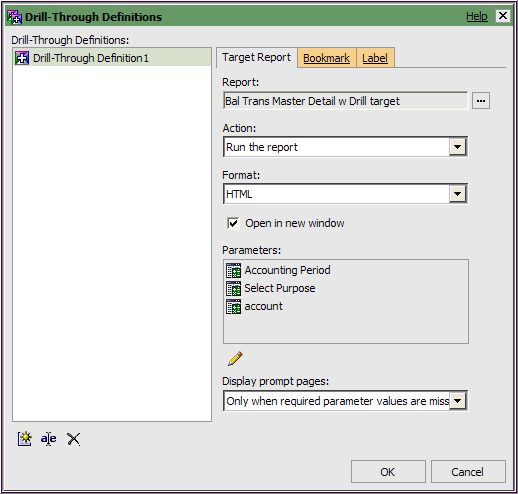 Drill-Through Definitions
Help
Drill-Through Definitions:
Drill-Through Definition1
Target Report
Bookmark
Label
Report:
Bal Trans Master Detail w Drill target
...
Action:
Run the report
Format:
HTML
Open in new window
Parameters:
Accounting Period
Select Purpose
account
Display prompt pages:
Only when required parameter values are miss
OK
Cancel